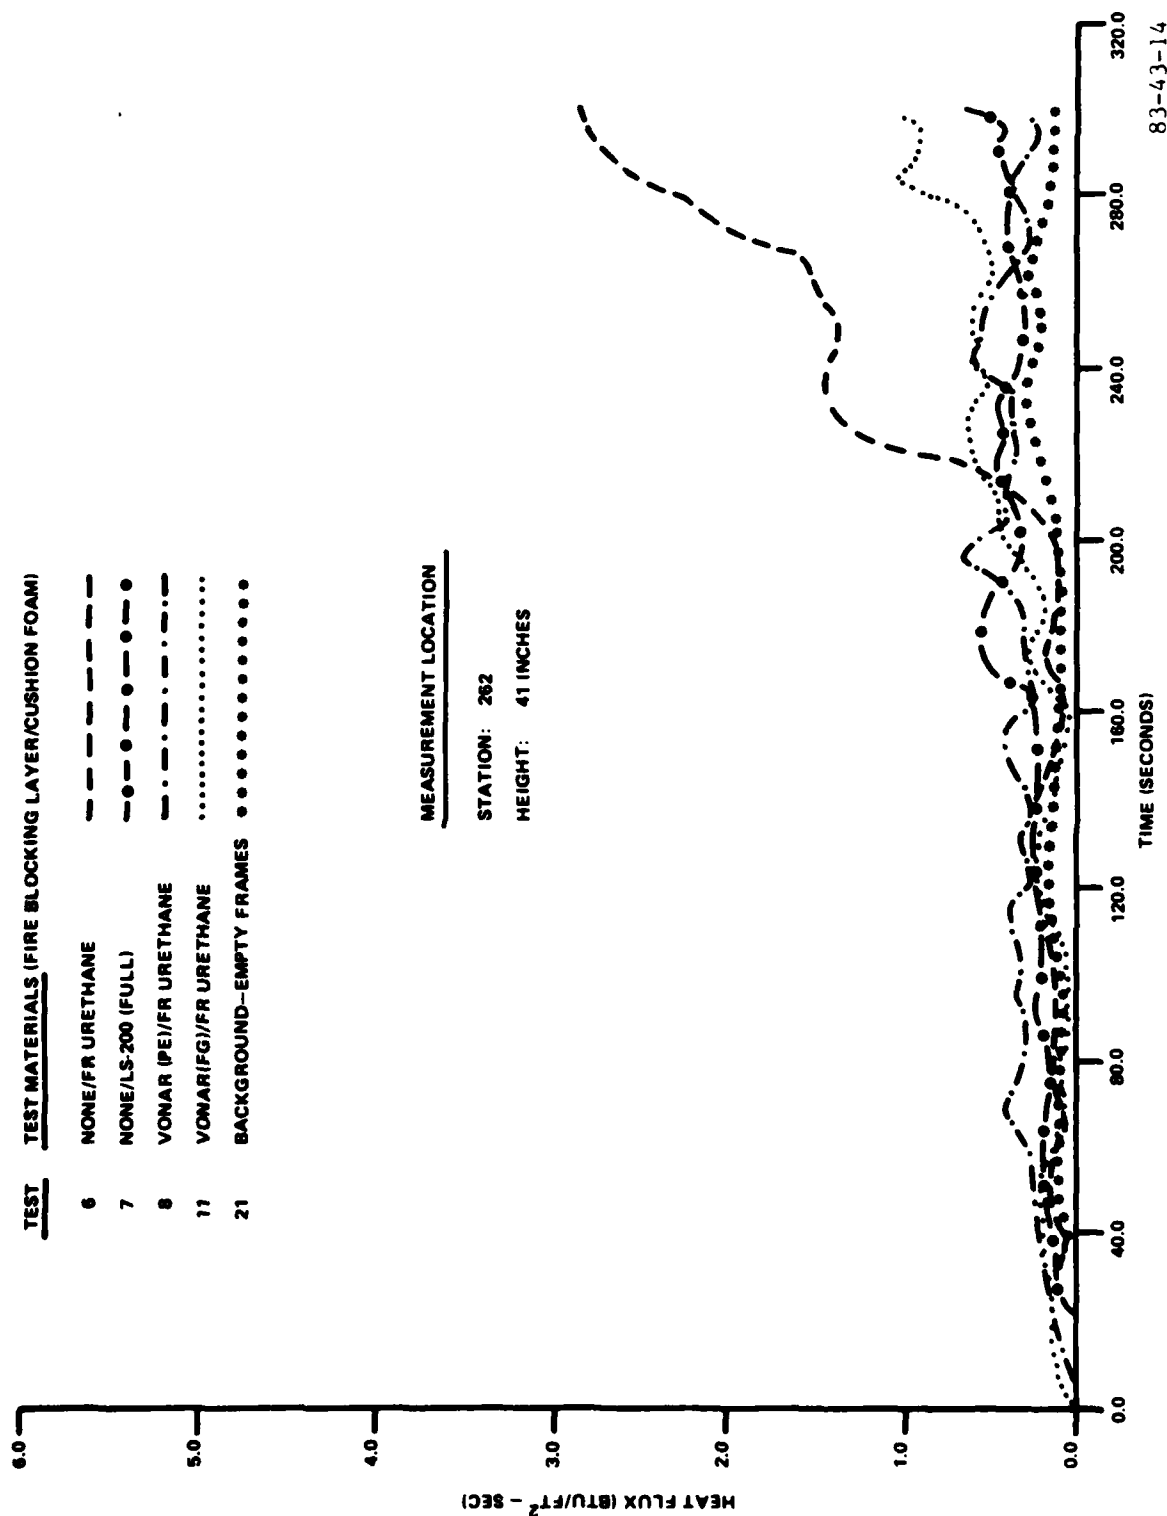 TEST TEST MATERIALS (FIRE BLOCKING LAYER/CUSHION FOAM)
6 NONE/FR URETHANE
7 NONE/LS-200 (FULL)
8 VONAR (PE)/FR URETHANE
11 VONAR(FG)/FR URETHANE
21 BACKGROUND—EMPTY FRAMES
MEASUREMENT LOCATION
STATION: 262
HEIGHT: 41 INCHES
HEAT FLUX (BTU/FT² – SEC)
6.0
5.0
4.0
3.0
2.0
1.0
0.0
0.0 40.0 80.0 120.0 160.0 200.0 240.0 280.0 320.0
TIME (SECONDS)
83-43-14